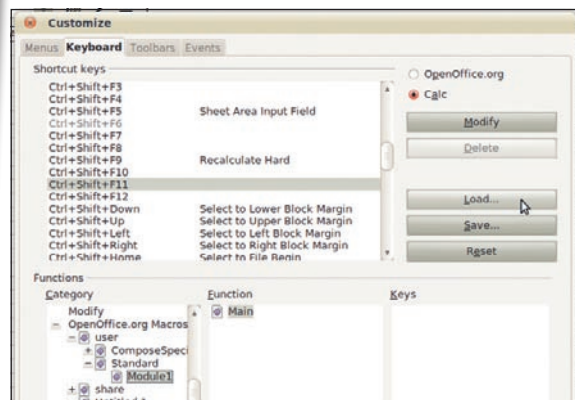 Customize
Menus Keyboard Toolbars Events
Shortcut keys
Ctrl+Shift+F3
Ctrl+Shift+F4
Ctrl+Shift+F5 Sheet Area Input Field
Ctrl+Shift+F6
Ctrl+Shift+F7
Ctrl+Shift+F8
Ctrl+Shift+F9 Recalculate Hard
Ctrl+Shift+F10
Ctrl+Shift+F11
Ctrl+Shift+F12
Ctrl+Shift+Down Select to Lower Block Margin
Ctrl+Shift+Up Select to Upper Block Margin
Ctrl+Shift+Left Select to Left Block Margin
Ctrl+Shift+Right Select to Right Block Margin
Ctrl+Shift+Home Select to File Begin
OpenOffice.org
Calc
Modify
Delete
Load...
Save...
Reset
Functions
Category Function Keys
Modify
OpenOffice.org Macros
user
ComposeSpeci
Standard
Module1
share
Main